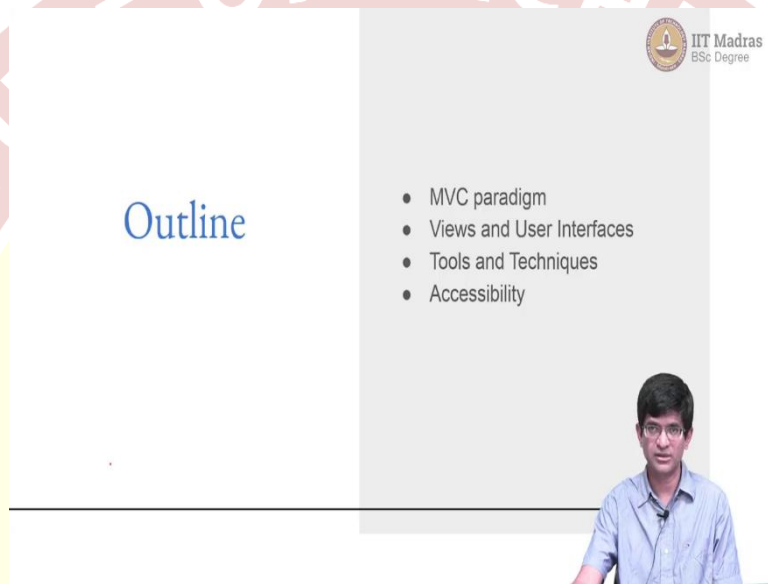 IIT Madras
BSc Degree
Outline
● MVC paradigm
● Views and User Interfaces
● Tools and Techniques
● Accessibility